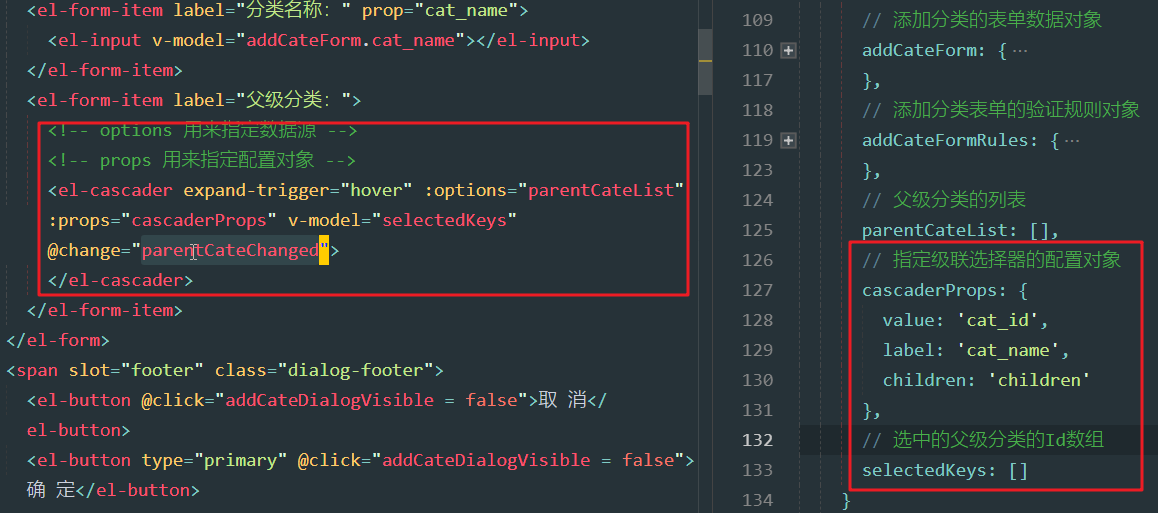 <el-form-item label="分类名称：" prop="cat_name">
<el-input v-model="addCateForm.cat_name"></el-input>
</el-form-item>
<el-form-item label="父级分类：">
<!-- options 用来指定数据源 -->
<!-- props 用来指定配置对象 -->
<el-cascader expand-trigger="hover" :options="parentCateList"
:props="cascaderProps" v-model="selectedKeys"
@change="parentCateChanged">
</el-cascader>
</el-form-item>
</el-form>
<span slot="footer" class="dialog-footer">
<el-button @click="addCateDialogVisible = false">取 消</
el-button>
<el-button type="primary" @click="addCateDialogVisible = false">
确 定</el-button>
109 // 添加分类的表单数据对象
110 addCateForm: {…
117 },
118 // 添加分类表单的验证规则对象
119 addCateFormRules: {…
123 },
124 // 父级分类的列表
125 parentCateList: [],
126 // 指定级联选择器的配置对象
127 cascaderProps: {
128 value: 'cat_id',
129 label: 'cat_name',
130 children: 'children'
131 },
132 // 选中的父级分类的Id数组
133 selectedKeys: []
134 }